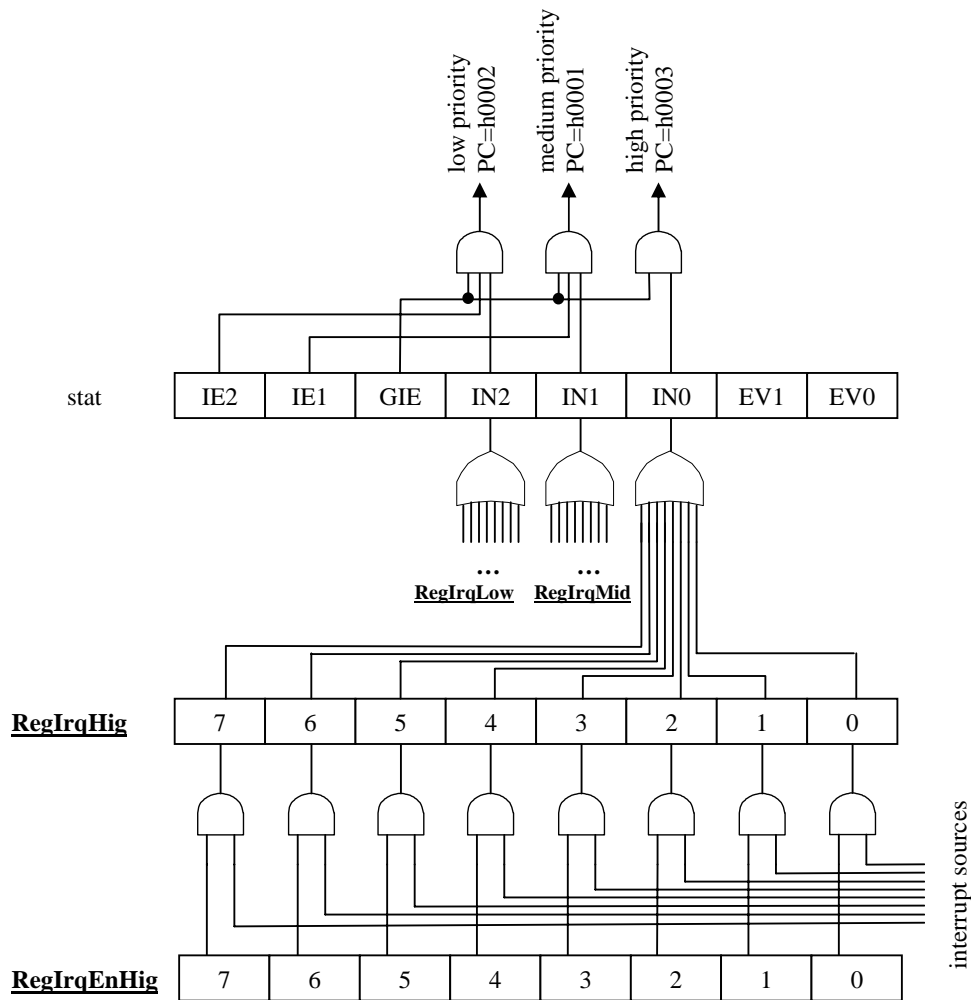 low priority
PC=h0002
medium priority
PC=h0001
high priority
PC=h0003
stat
IE2 IE1 GIE IN2 IN1 IN0 EV1 EV0
... ...
RegIrqLow RegIrqMid
RegIrqHig 7 6 5 4 3 2 1 0
interrupt sources
RegIrqEnHig 7 6 5 4 3 2 1 0